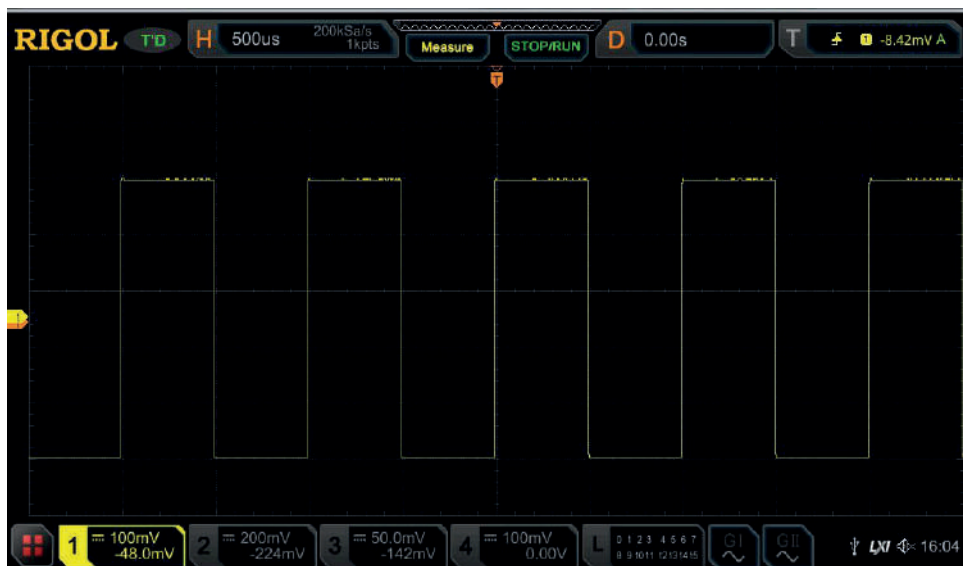 RIGOL T'D H 500us 200kSa/s 1kpts Measure STOP/RUN D 0.00s T 1 -8.42mV A
T
1
1 100mV -48.0mV 2 200mV -224mV 3 50.0mV -142mV 4 100mV 0.00V L 0 1 2 3 4 5 6 7 8 9 10 11 12 13 14 15 GI GII LXI 16:04